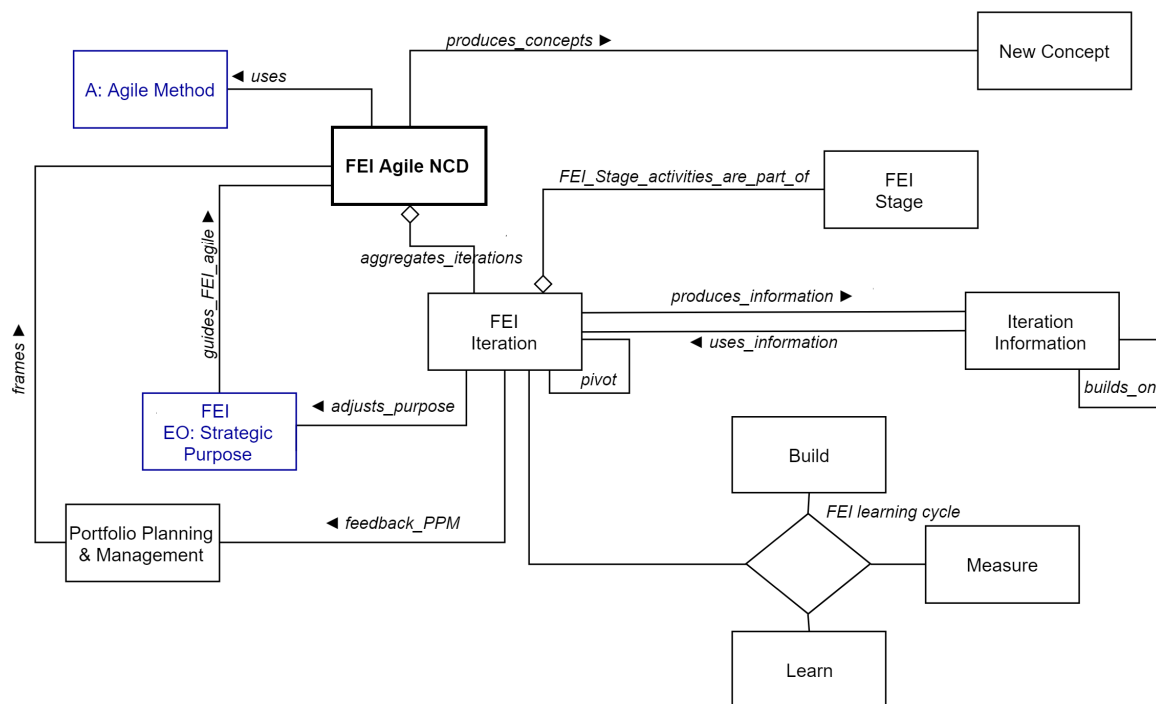 produces_concepts ►
New Concept
◄ uses
A: Agile Method
FEI Agile NCD
FEI_Stage_activities_are_part_of
FEI
Stage
aggregates_iterations
guides_FEI_agile ►
frames ►
FEI
Iteration
produces_information ►
◄ uses_information
Iteration
Information
pivot
builds_on
◄ adjusts_purpose
FEI
EO: Strategic
Purpose
Build
FEI learning cycle
Portfolio Planning
& Management
◄ feedback_PPM
Measure
Learn